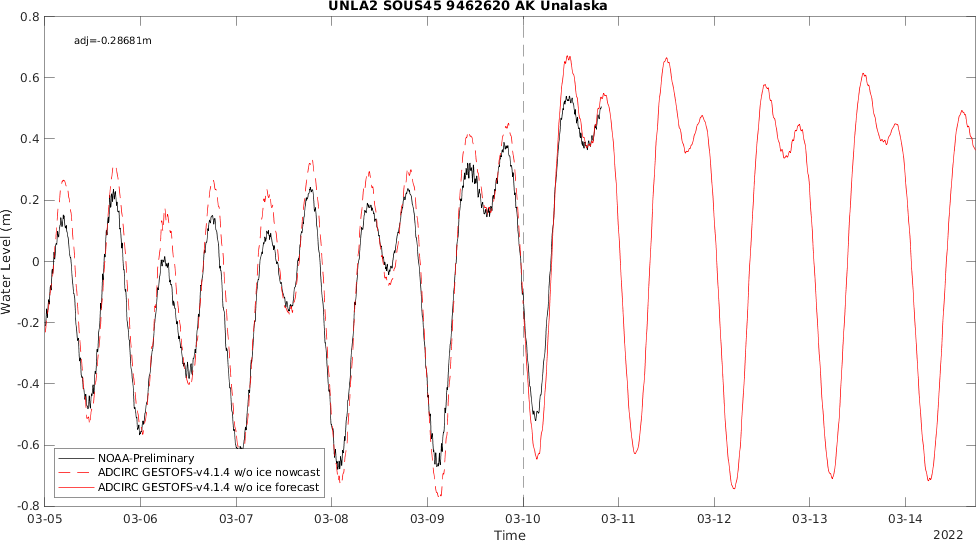 UNLA2 SOUS45 9462620 AK Unalaska
adj=-0.28681m
0.8
0.6
0.4
0.2
0
-0.2
-0.4
-0.6
-0.8
Water Level (m)
NOAA-Preliminary
ADCIRC GESTOFS-v4.1.4 w/o ice nowcast
ADCIRC GESTOFS-v4.1.4 w/o ice forecast
03-05 03-06 03-07 03-08 03-09 03-10 03-11 03-12 03-13 03-14
Time
2022